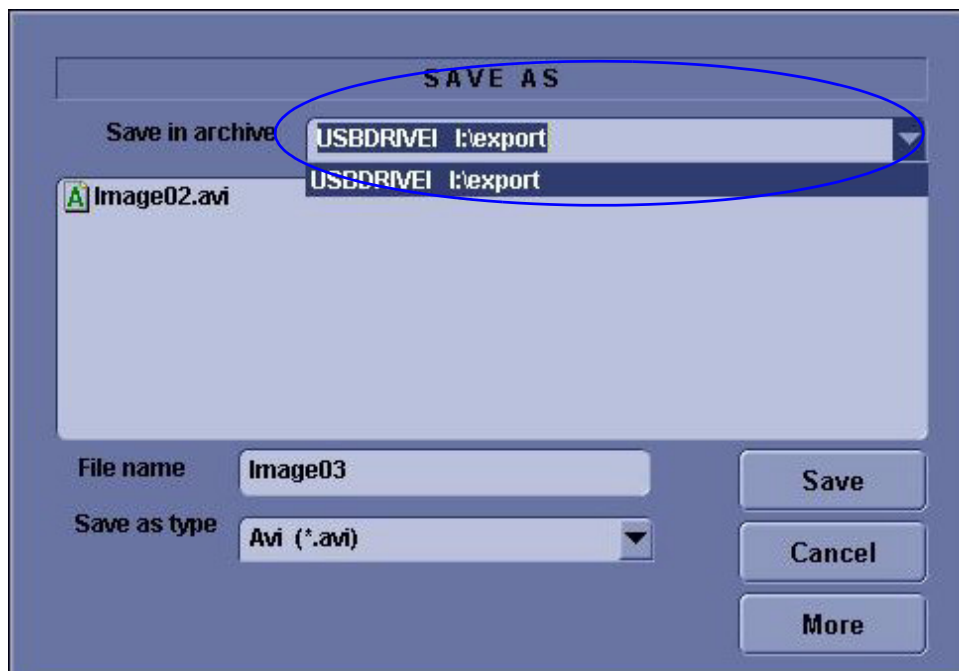 SAVE AS
Save in archive USBDRIVEI I:\export
USBDRIVEI I:\export
Image02.avi
File name Image03
Save as type Avi (*.avi)
Save
Cancel
More